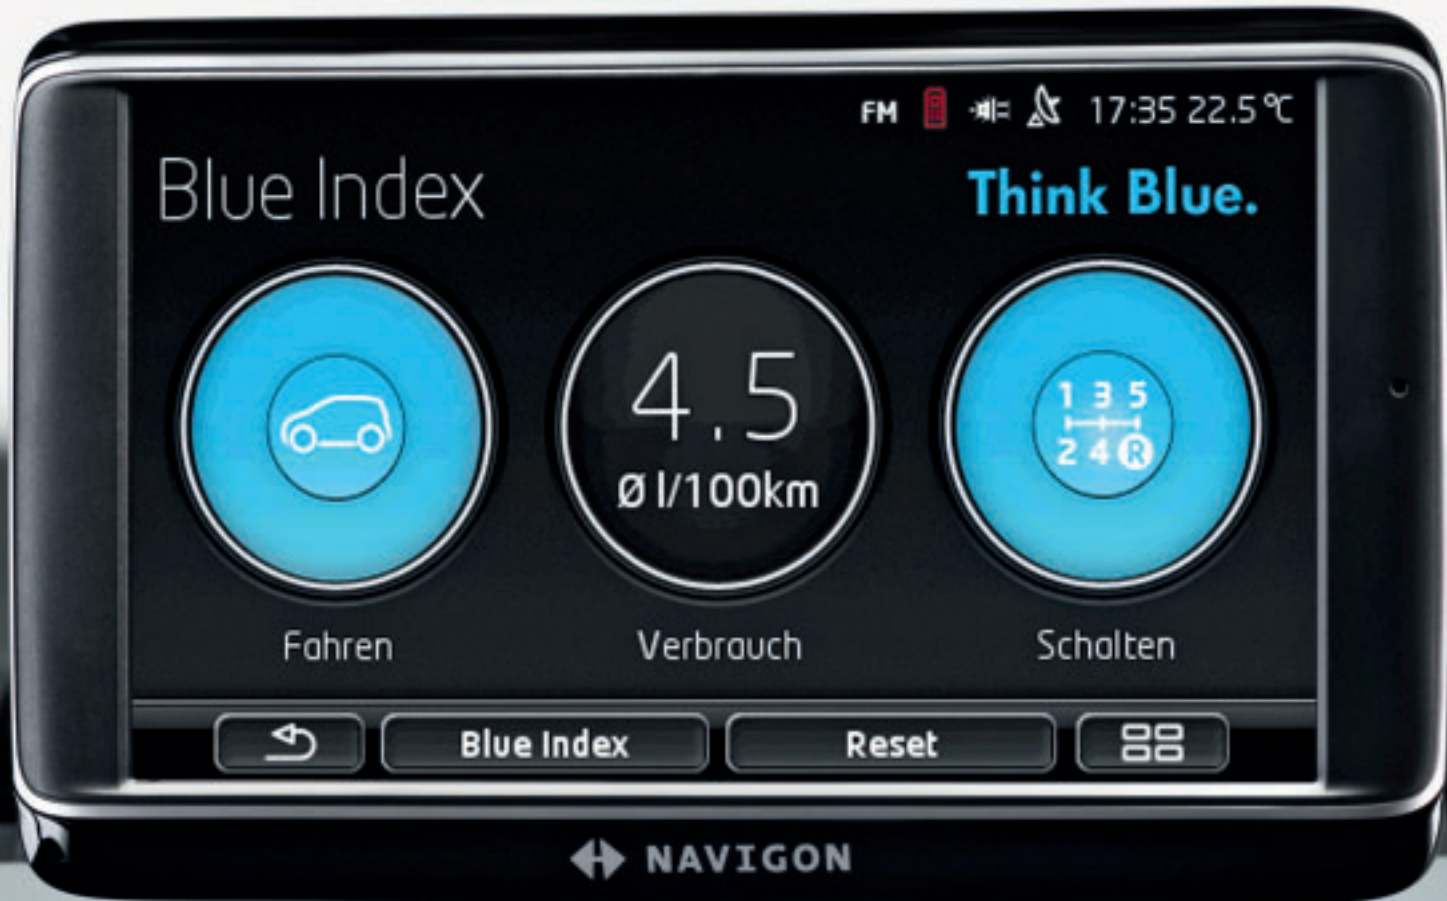 FM 17:35 22.5°C
Blue Index
Think Blue.
1 3 5
2 4 R
4.5
Ø l/100km
Fahren
Verbrauch
Schalten
Blue Index
Reset
NAVIGON